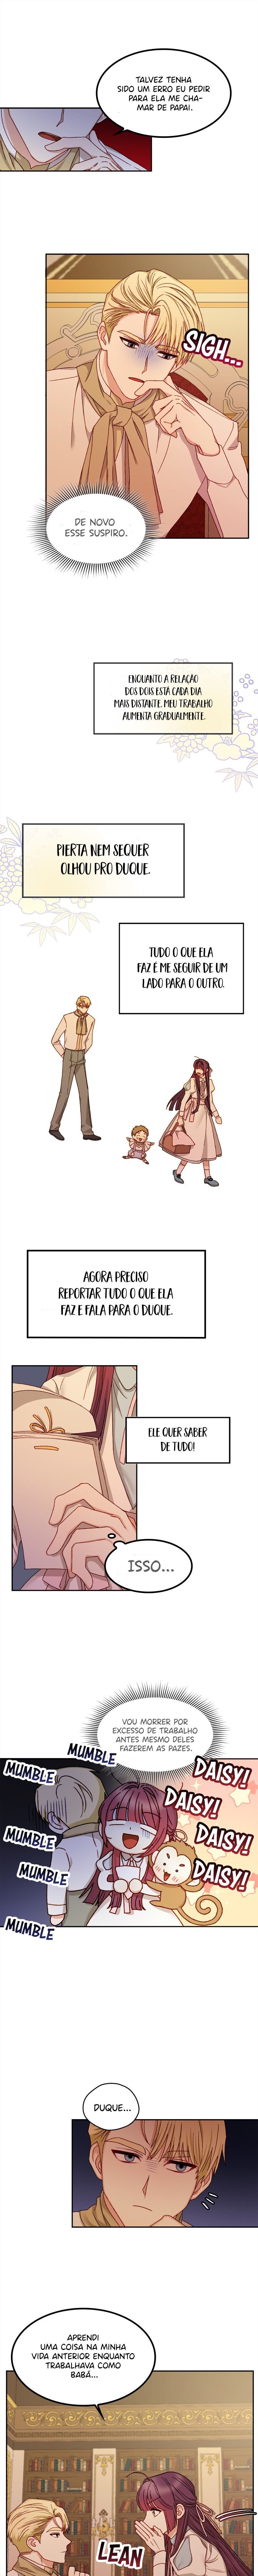 TALVEZ TENHA
SIDO UM ERRO EU PEDIR
PARA ELA ME CHA-
MAR DE PAPAI.
SIGH...
DE NOVO
ESSE SUSPIRO.
ENQUANTO A RELAÇÃO
DOS DOIS ESTÁ CADA DIA
MAIS DISTANTE, MEU TRABALHO
AUMENTA GRADUALMENTE.
PIERTA NEM SEQUER
OLHOU PRO DUQUE.
TUDO O QUE ELA
FAZ É ME SEGUIR DE UM
LADO PARA O OUTRO.
AGORA PRECISO
REPORTAR TUDO O QUE ELA
FAZ E FALA PARA O DUQUE.
ELE QUER SABER
DE TUDO!
ISSO...
VOU MORRER POR
EXCESSO DE TRABALHO
ANTES MESMO DELES
FAZEREM AS PAZES.
MUMBLE
MUMBLE
DAISY!
DAISY!
MUMBLE
DAISY!
MUMBLE
DAISY!
MUMBLE
DUQUE...
APRENDI
UMA COISA NA MINHA
VIDA ANTERIOR ENQUANTO
TRABALHAVA COMO
BABÁ...
LEAN